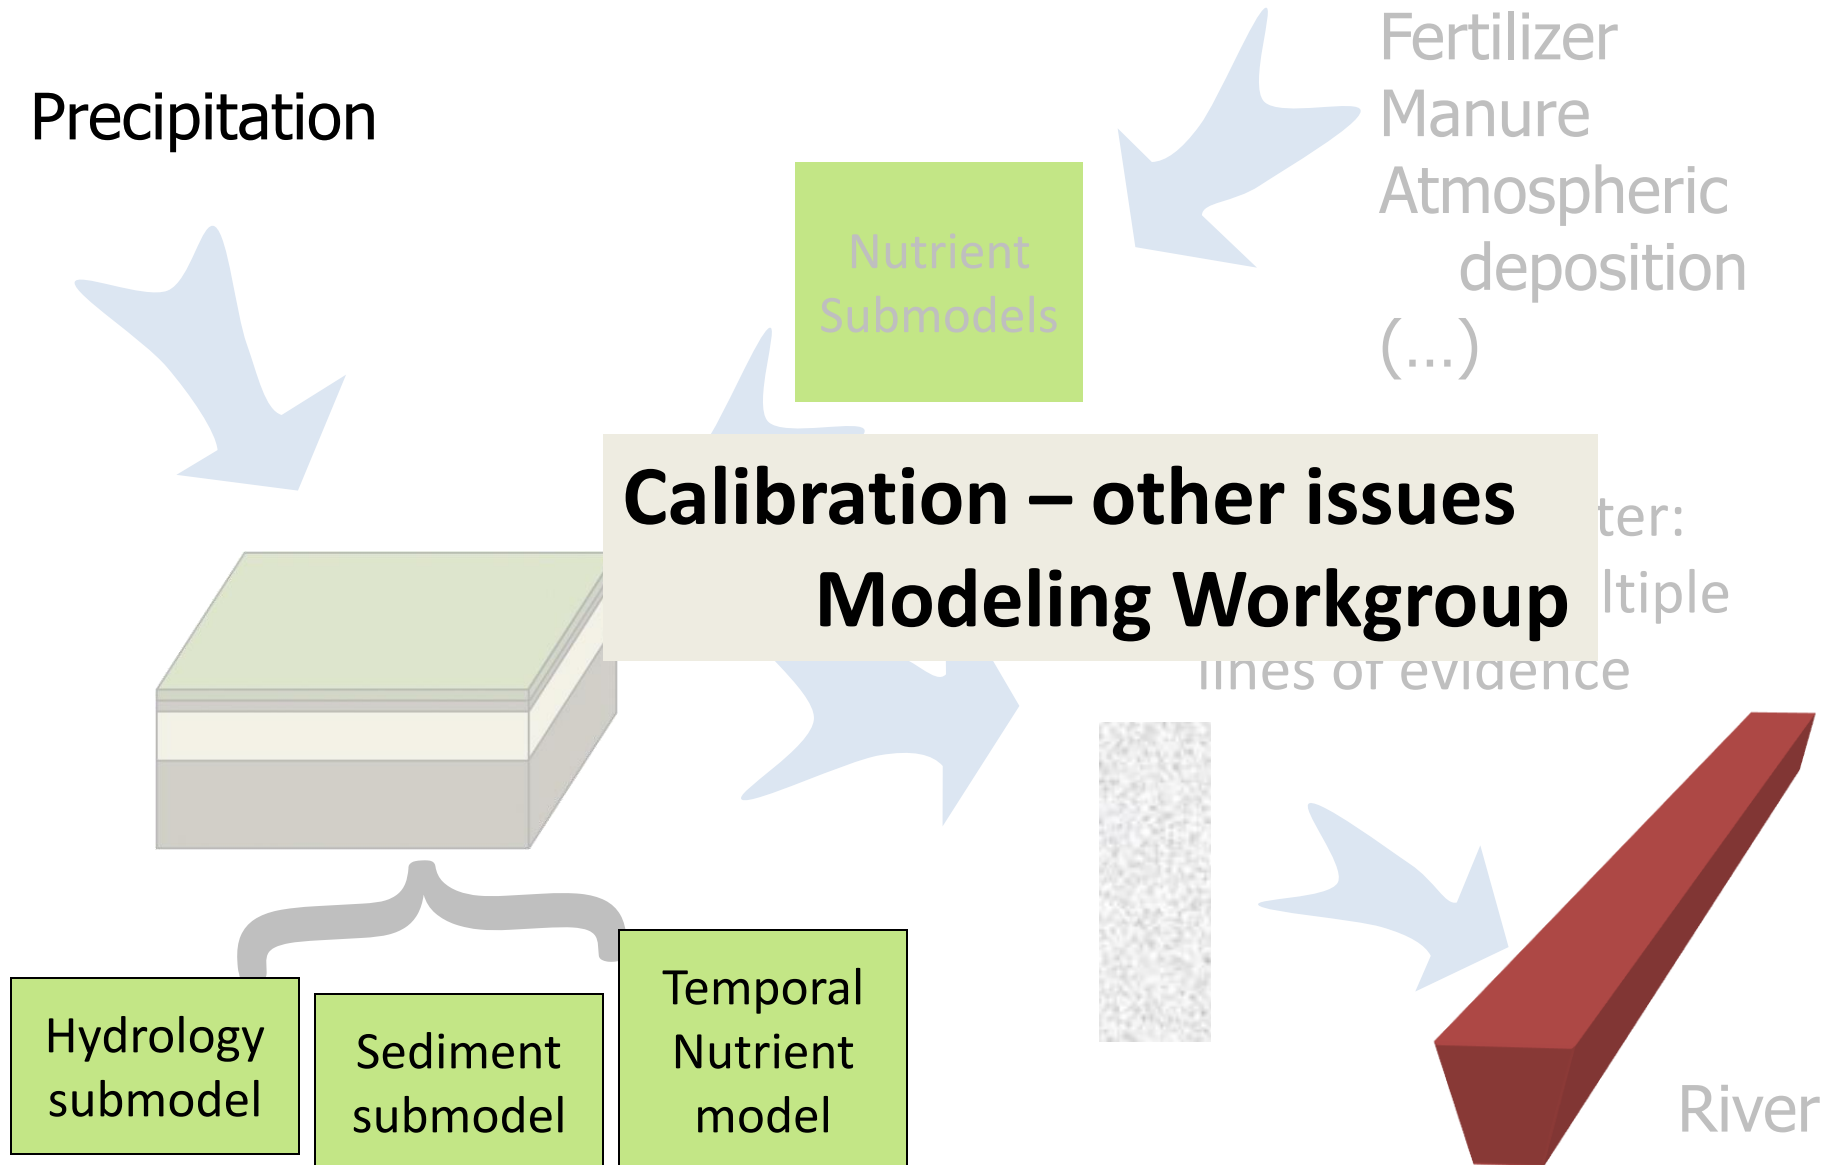 Precipitation
Fertilizer
Manure
Atmospheric
deposition
(...)
Nutrient
Submodels
Calibration – other issues
Modeling Workgroup
ter:
ltiple
lines of evidence
Hydrology
submodel
Sediment
submodel
Temporal
Nutrient
model
River